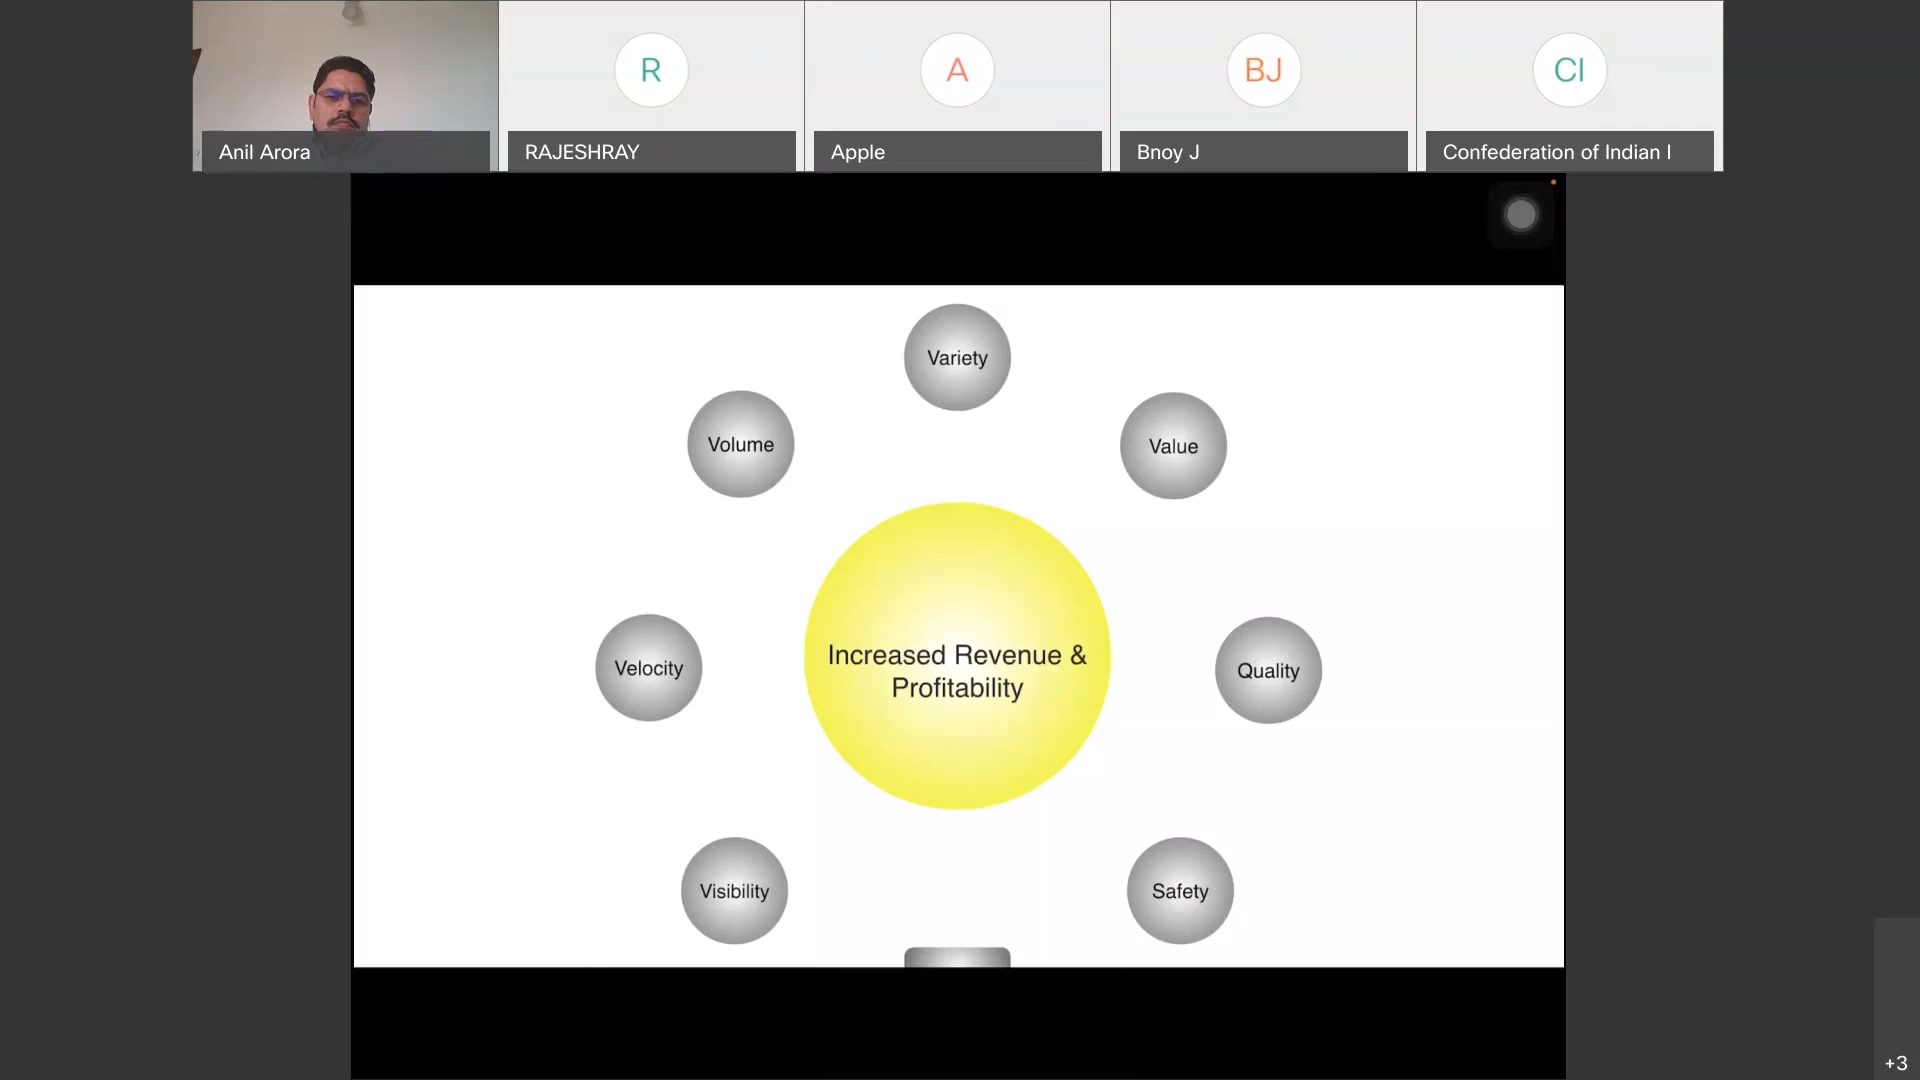 R
A
BJ
CI
Anil Arora
RAJESHRAY
Apple
Bnoy J
Confederation of Indian I
Variety
Volume
Value
Increased Revenue &
Profitability
Velocity
Quality
Visibility
Safety
+3